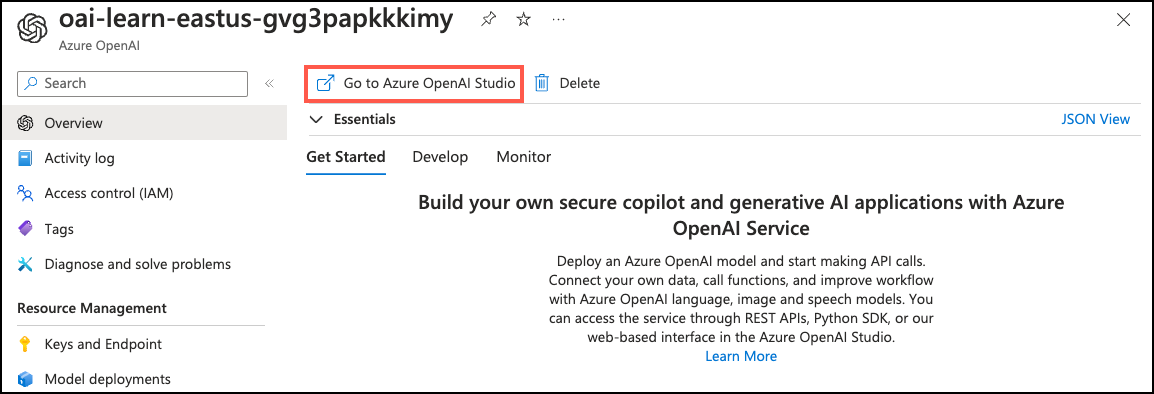 oai-learn-eastus-gvg3papkkkimy
Azure OpenAI
Search
Overview
Activity log
Access control (IAM)
Tags
Diagnose and solve problems
Resource Management
Keys and Endpoint
Model deployments
Go to Azure OpenAI Studio
Delete
Essentials
JSON View
Get Started
Develop
Monitor
Build your own secure copilot and generative AI applications with Azure
OpenAI Service
Deploy an Azure OpenAI model and start making API calls.
Connect your own data, call functions, and improve workflow
with Azure OpenAI language, image and speech models. You
can access the service through REST APIs, Python SDK, or our
web-based interface in the Azure OpenAI Studio.
Learn More